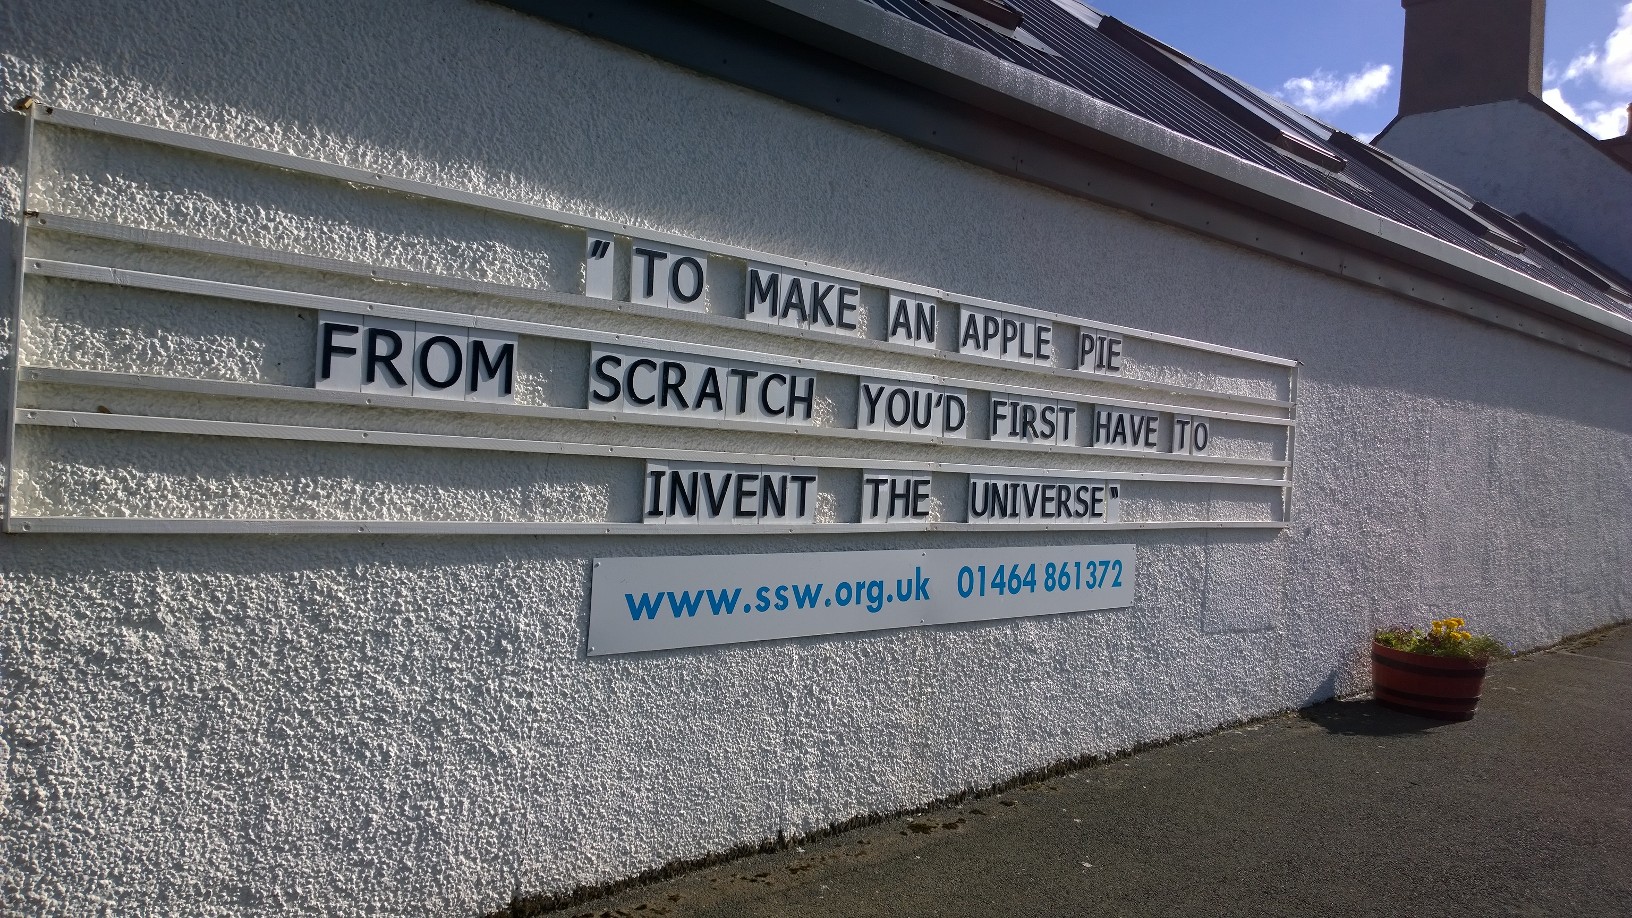 "TO MAKE AN APPLE PIE
FROM SCRATCH YOU'D FIRST HAVE TO
INVENT THE UNIVERSE"
www.ssw.org.uk 01464 861372